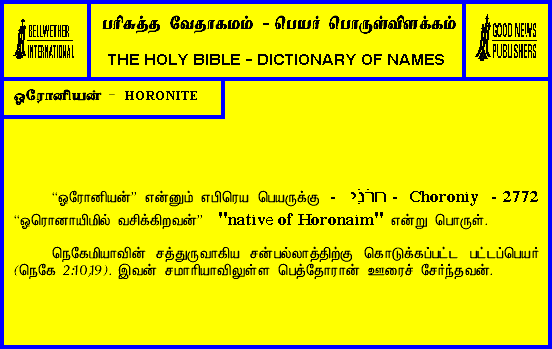 BELLWETHER
INTERNATIONAL
பரிசுத்த வேதாகமம் - பெயர் பொருள்விளக்கம்
THE HOLY BIBLE - DICTIONARY OF NAMES
GOOD NEWS
PUBLISHERS
ஒரோனியன் - HORONITE
“ஒரோனியன்” என்னும் எபிரெய பெயருக்கு - חֹרֹנִי - Choroniy - 2772
“ஒரொனாயிமில் வசிக்கிறவன்” "native of Horonaim" என்று பொருள்.
நெகேமியாவின் சத்துருவாகிய சன்பல்லாத்திற்கு கொடுக்கப்பட்ட பட்டப்பெயர்
(நெகே 2:10,19). இவன் சமாரியாவிலுள்ள பெத்தோரான் ஊரைச் சேர்ந்தவன்.